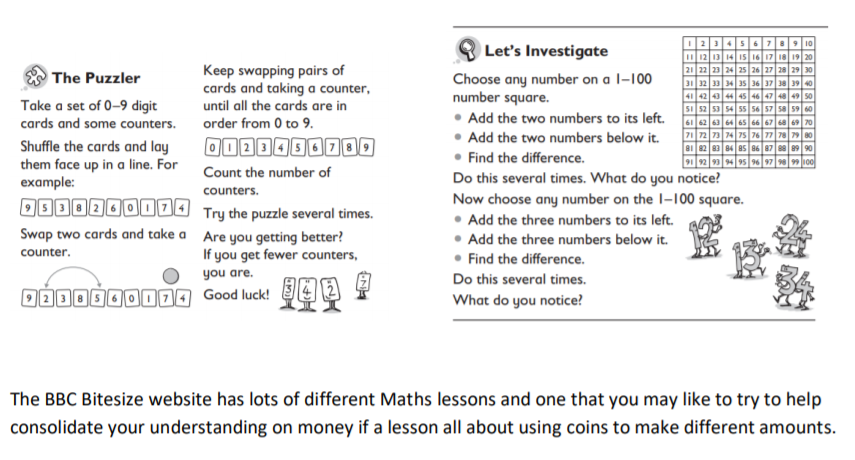 The Puzzler
Take a set of 0–9 digit
cards and some counters.
Shuffle the cards and lay
them face up in a line. For
example:
9 5 3 8 2 6 0 1 7 4
Swap two cards and take a
counter.
9 2 3 8 5 6 0 1 7 4
Keep swapping pairs of
cards and taking a counter,
until all the cards are in
order from 0 to 9.
0 1 2 3 4 5 6 7 8 9
Count the number of
counters.
Try the puzzle several times.
Are you getting better?
If you get fewer counters,
you are.
Good luck!
3 4 2 7
Let's Investigate
Choose any number on a 1–100
number square.
• Add the two numbers to its left.
• Add the two numbers below it.
• Find the difference.
Do this several times. What do you notice?
Now choose any number on the 1–100 square.
• Add the three numbers to its left.
• Add the three numbers below it.
• Find the difference.
Do this several times.
What do you notice?
1 2 3 4 5 6 7 8 9 10
11 12 13 14 15 16 17 18 19 20
21 22 23 24 25 26 27 28 29 30
31 32 33 34 35 36 37 38 39 40
41 42 43 44 45 46 47 48 49 50
51 52 53 54 55 56 57 58 59 60
61 62 63 64 65 66 67 68 69 70
71 72 73 74 75 76 77 78 79 80
81 82 83 84 85 86 87 88 89 90
91 92 93 94 95 96 97 98 99 100
12 13 24 34
The BBC Bitesize website has lots of different Maths lessons and one that you may like to try to help
consolidate your understanding on money if a lesson all about using coins to make different amounts.